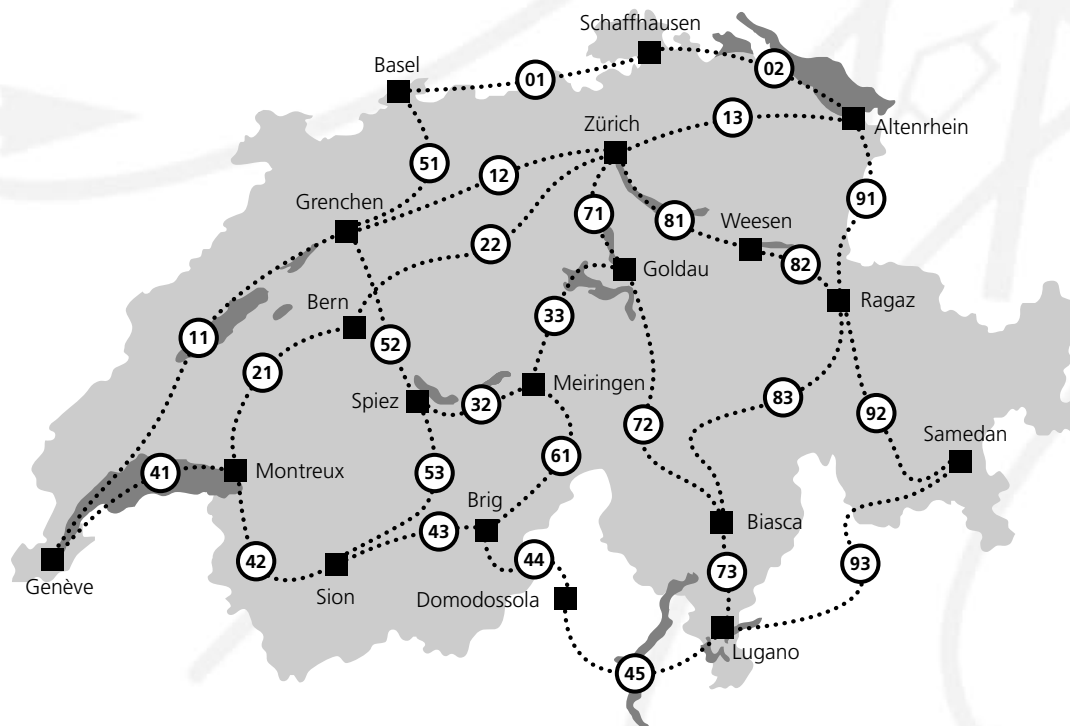 Schaffhausen
Basel
01
02
Zürich
13
Altenrhein
51
12
Grenchen
91
71
81
Weesen
22
82
Goldau
Bern
Ragaz
33
11
52
21
Meiringen
Spiez
32
83
92
72
Samedan
61
41
Montreux
53
Brig
43
Biasca
42
44
93
Genève
73
Sion
Domodossola
Lugano
45